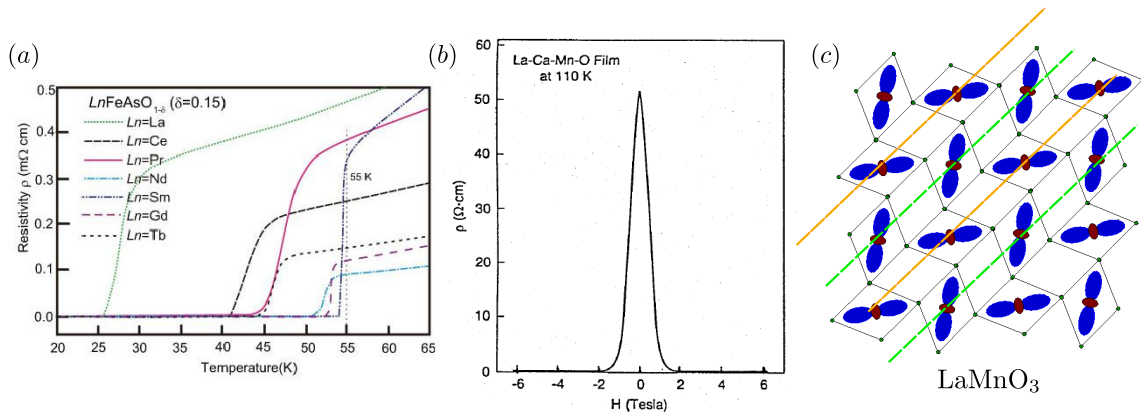 (a)
LnFeAsO1-δ (δ=0.15)
Ln=La
Ln=Ce
Ln=Pr
Ln=Nd
Ln=Sm
Ln=Gd
Ln=Tb
55 K
0.5
0.4
0.3
0.2
0.1
0.0
Resistivity ρ (mΩ cm)
20 25 30 35 40 45 50 55 60 65
Temperature(K)
(b)
La-Ca-Mn-O Film
at 110 K
60
50
40
30
20
10
0
ρ (Ω·cm)
-6 -4 -2 0 2 4 6
H (Tesla)
(c)
LaMnO3